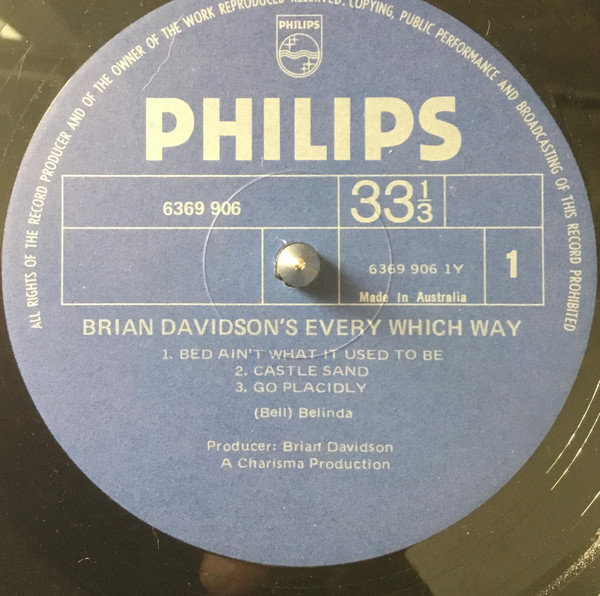 ALL RIGHTS OF THE RECORD PRODUCER AND OF THE OWNER OF THE WORK REPRODUCED RESERVED. COPYING, PUBLIC PERFORMANCE AND BROADCASTING OF THIS RECORD PROHIBITED
PHILIPS
PHILIPS
6369 906
33⅓
6369 906 1Y
1
Made In Australia
BRIAN DAVIDSON'S EVERY WHICH WAY
1. BED AIN'T WHAT IT USED TO BE
2. CASTLE SAND
3. GO PLACIDLY
(Bell) Belinda
Producer: Brian Davidson
A Charisma Production